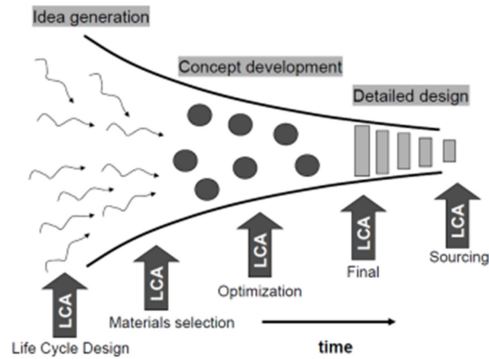 Idea generation
Concept development
Detailed design
LCA
LCA
LCA
LCA
LCA
Sourcing
Final
Optimization
Materials selection
Life Cycle Design
time